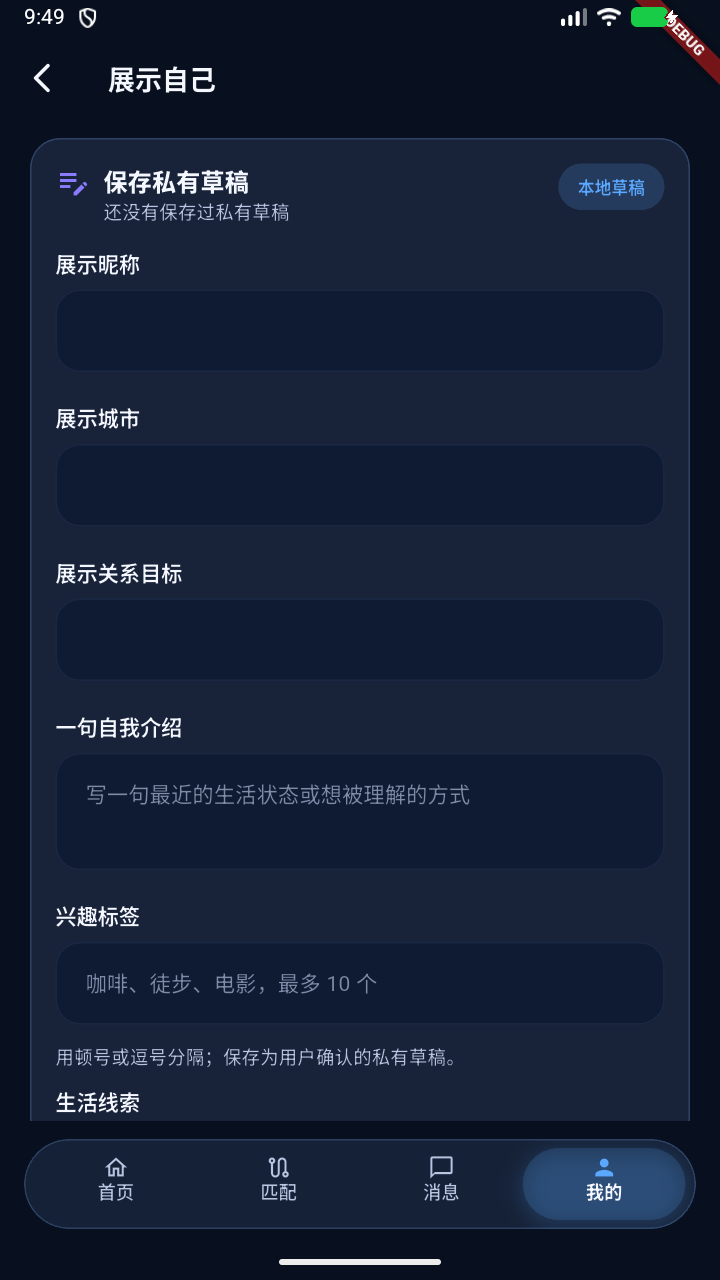 9:49
DEBUG
展示自己
保存私有草稿
还没有保存过私有草稿
本地草稿
展示昵称
展示城市
展示关系目标
一句自我介绍
写一句最近的生活状态或想被理解的方式
兴趣标签
咖啡、徒步、电影，最多 10 个
用顿号或逗号分隔；保存为用户确认的私有草稿。
生活线索
首页
匹配
消息
我的